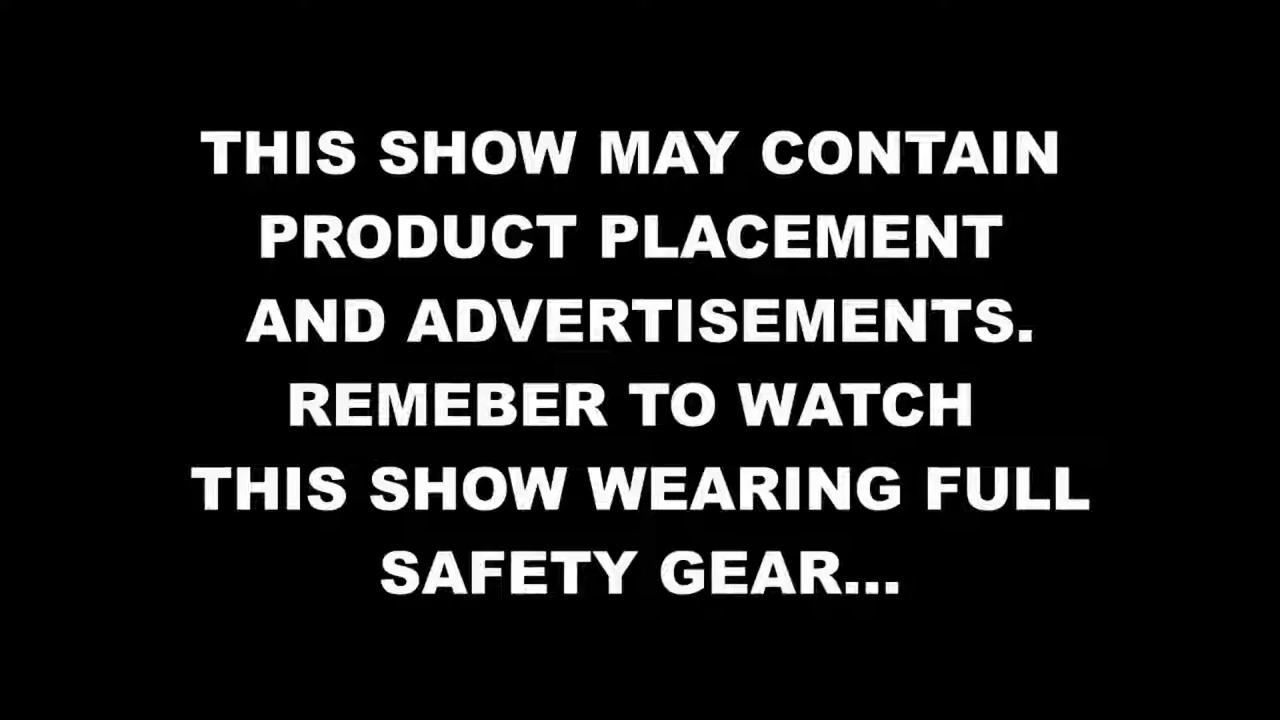 THIS SHOW MAY CONTAIN
PRODUCT PLACEMENT
AND ADVERTISEMENTS.
REMEBER TO WATCH
THIS SHOW WEARING FULL
SAFETY GEAR...